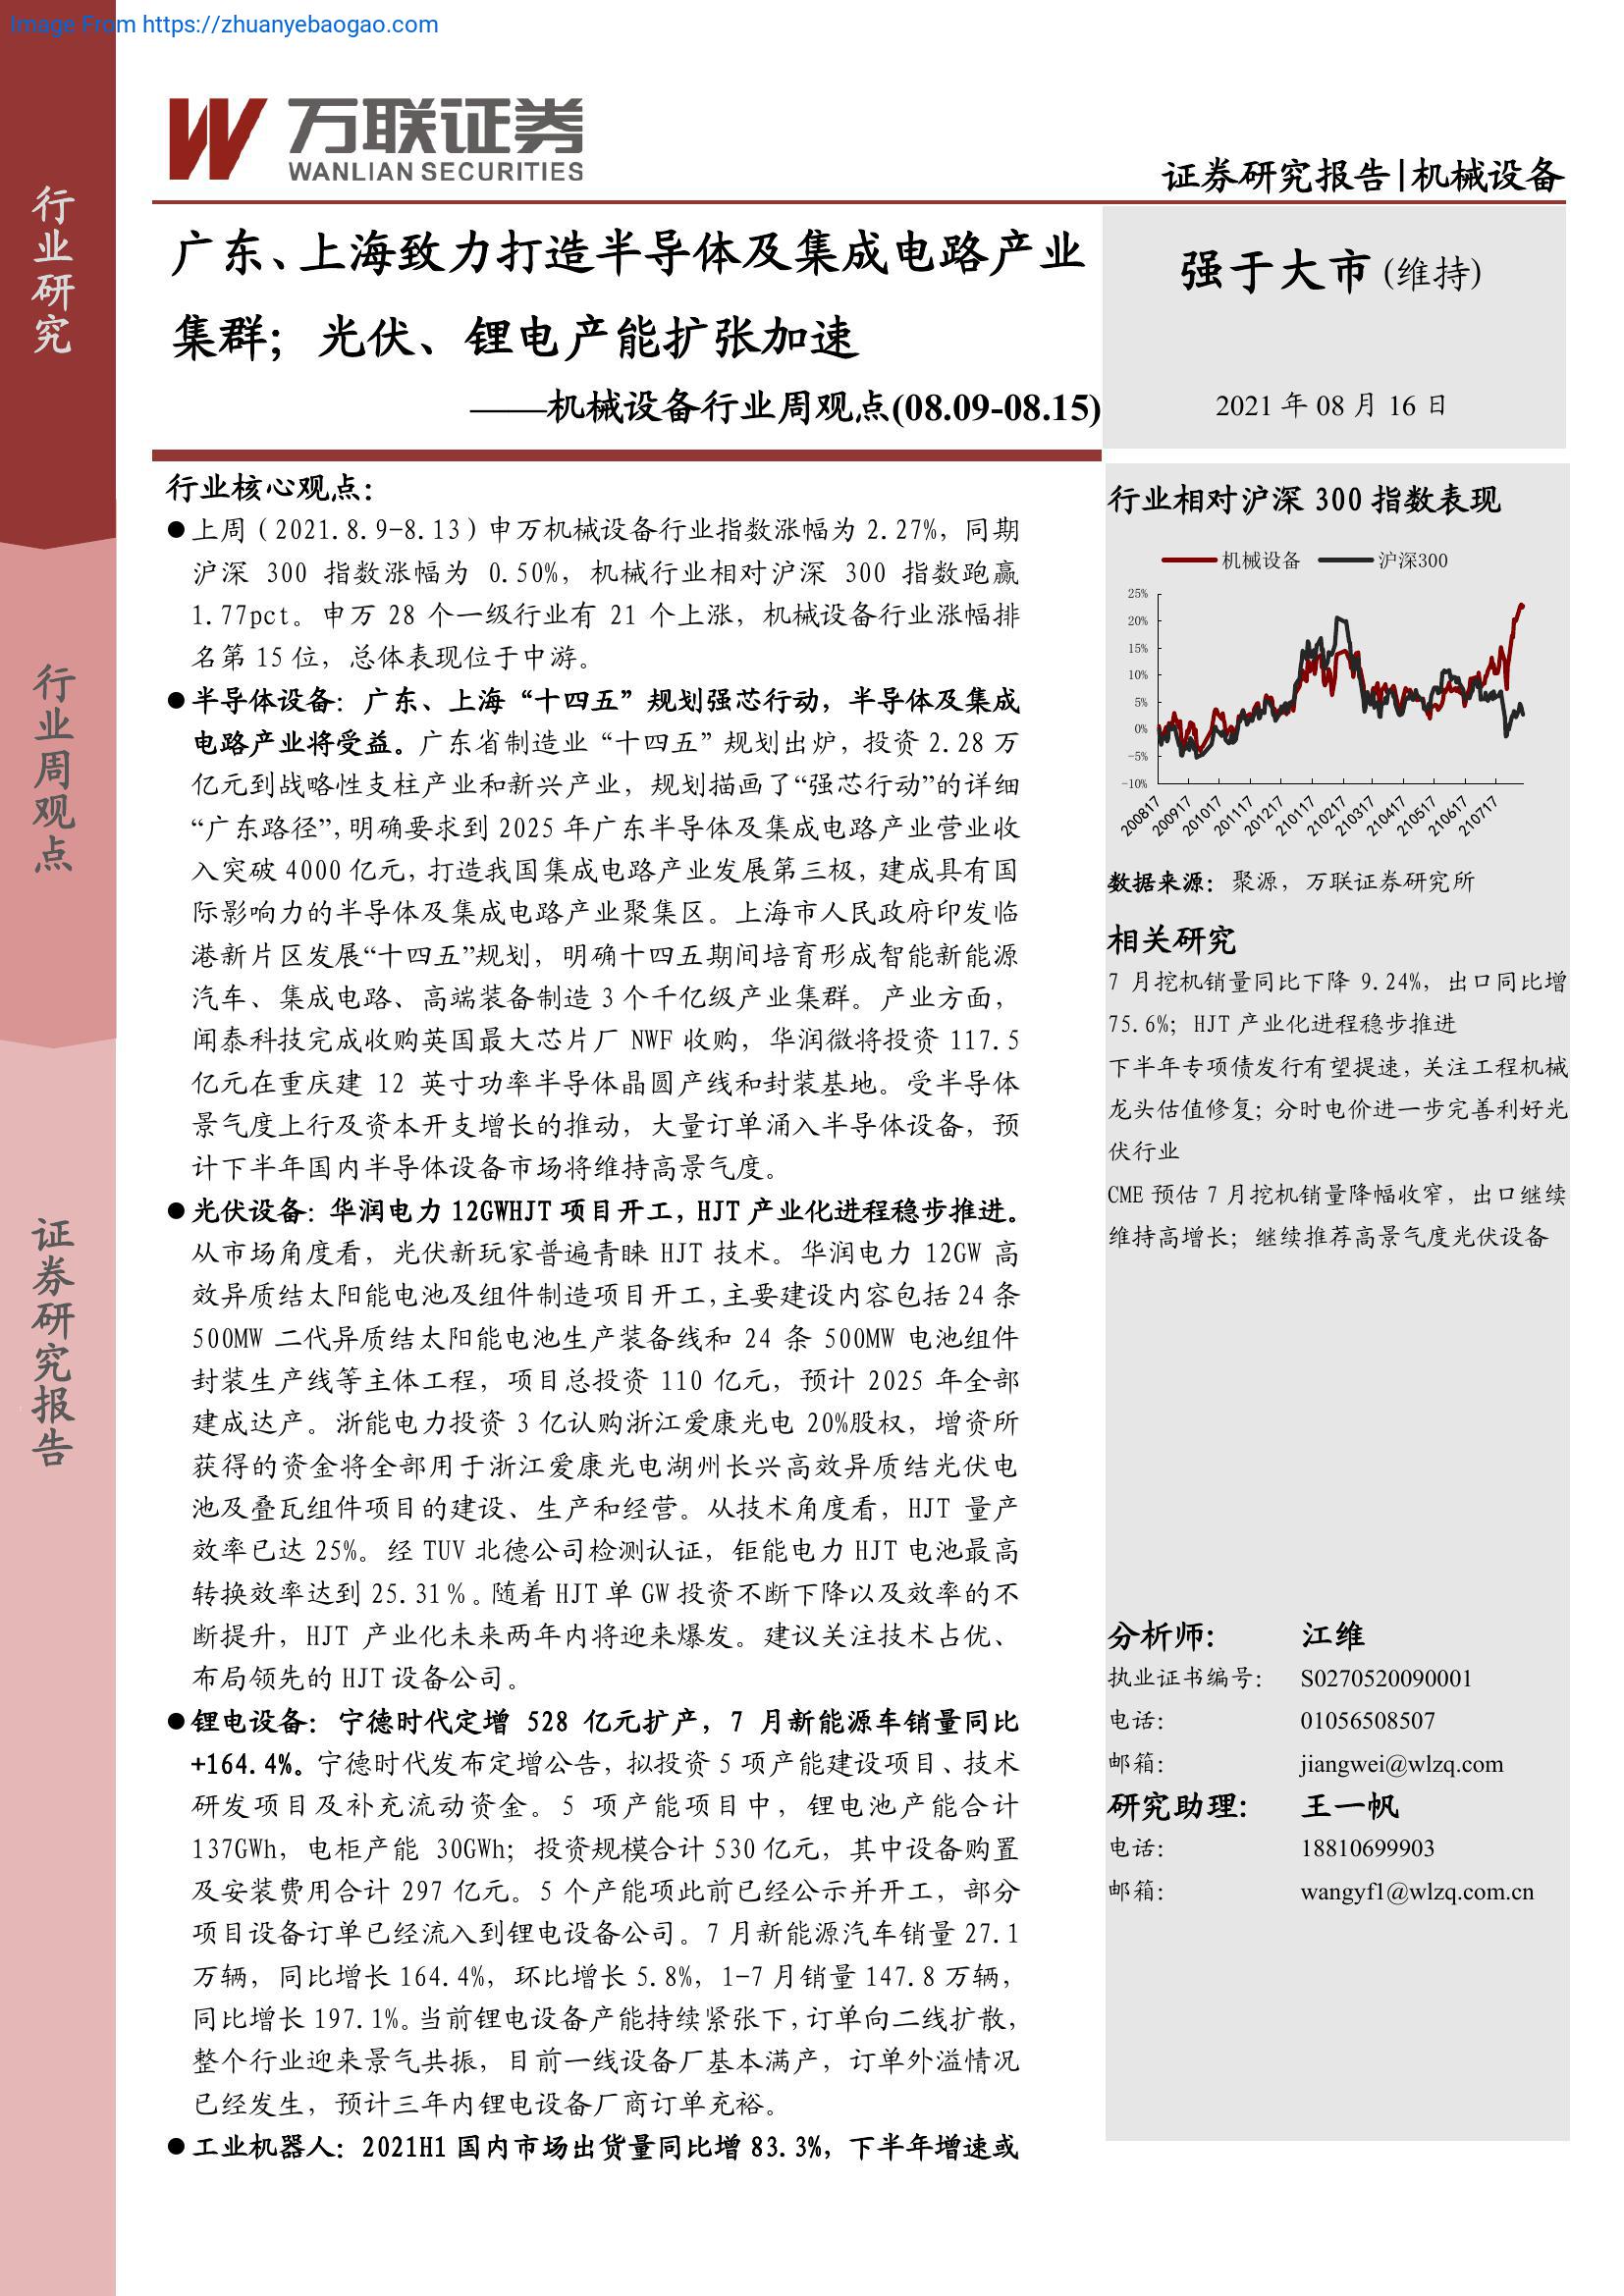 Image From https://zhuanyebaogao.com
万联证券
WANLIAN SECURITIES
证券研究报告|机械设备
行业研究
行业周观点
证券研究报告
广东、上海致力打造半导体及集成电路产业
集群；光伏、锂电产能扩张加速
——机械设备行业周观点(08.09-08.15)
强于大市(维持)
2021 年 08 月 16 日
行业核心观点：
●上周（2021.8.9-8.13）申万机械设备行业指数涨幅为 2.27%，同期
沪深 300 指数涨幅为 0.50%，机械行业相对沪深 300 指数跑赢
1.77pct。申万 28 个一级行业有 21 个上涨，机械设备行业涨幅排
名第 15 位，总体表现位于中游。
●半导体设备：广东、上海“十四五”规划强芯行动，半导体及集成
电路产业将受益。广东省制造业“十四五”规划出炉，投资 2.28 万
亿元到战略性支柱产业和新兴产业，规划描画了“强芯行动”的详细
“广东路径”，明确要求到 2025 年广东半导体及集成电路产业营业收
入突破 4000 亿元，打造我国集成电路产业发展第三极，建成具有国
际影响力的半导体及集成电路产业聚集区。上海市人民政府印发临
港新片区发展“十四五”规划，明确十四五期间培育形成智能新能源
汽车、集成电路、高端装备制造 3 个千亿级产业集群。产业方面，
闻泰科技完成收购英国最大芯片厂 NWF 收购，华润微将投资 117.5
亿元在重庆建 12 英寸功率半导体晶圆产线和封装基地。受半导体
景气度上行及资本开支增长的推动，大量订单涌入半导体设备，预
计下半年国内半导体设备市场将维持高景气度。
●光伏设备：华润电力 12GWHJT 项目开工，HJT 产业化进程稳步推进。
从市场角度看，光伏新玩家普遍青睐 HJT 技术。华润电力 12GW 高
效异质结太阳能电池及组件制造项目开工，主要建设内容包括 24 条
500MW 二代异质结太阳能电池生产装备线和 24 条 500MW 电池组件
封装生产线等主体工程，项目总投资 110 亿元，预计 2025 年全部
建成达产。浙能电力投资 3 亿认购浙江爱康光电 20%股权，增资所
获得的资金将全部用于浙江爱康光电湖州长兴高效异质结光伏电
池及叠瓦组件项目的建设、生产和经营。从技术角度看，HJT 量产
效率已达 25%。经 TUV 北德公司检测认证，钜能电力 HJT 电池最高
转换效率达到 25.31％。随着 HJT 单 GW 投资不断下降以及效率的不
断提升，HJT 产业化未来两年内将迎来爆发。建议关注技术占优、
布局领先的 HJT 设备公司。
●锂电设备：宁德时代定增 528 亿元扩产，7 月新能源车销量同比
+164.4%。宁德时代发布定增公告，拟投资 5 项产能建设项目、技术
研发项目及补充流动资金。5 项产能项目中，锂电池产能合计
137GWh，电柜产能 30GWh；投资规模合计 530 亿元，其中设备购置
及安装费用合计 297 亿元。5 个产能项此前已经公示并开工，部分
项目设备订单已经流入到锂电设备公司。7 月新能源汽车销量 27.1
万辆，同比增长 164.4%，环比增长 5.8%，1-7 月销量 147.8 万辆，
同比增长 197.1%。当前锂电设备产能持续紧张下，订单向二线扩散，
整个行业迎来景气共振，目前一线设备厂基本满产，订单外溢情况
已经发生，预计三年内锂电设备厂商订单充裕。
●工业机器人：2021H1 国内市场出货量同比增 83.3%，下半年增速或
行业相对沪深 300 指数表现
机械设备 沪深300
25%
20%
15%
10%
5%
0%
-5%
-10%
200817 200917 201017 201117 201217 210117 210217 210317 210417 210517 210617 210717
数据来源：聚源，万联证券研究所
相关研究
7 月挖机销量同比下降 9.24%，出口同比增
75.6%；HJT 产业化进程稳步推进
下半年专项债发行有望提速，关注工程机械
龙头估值修复；分时电价进一步完善利好光
伏行业
CME 预估 7 月挖机销量降幅收窄，出口继续
维持高增长；继续推荐高景气度光伏设备
分析师： 江维
执业证书编号： S0270520090001
电话： 01056508507
邮箱： jiangwei@wlzq.com
研究助理： 王一帆
电话： 18810699903
邮箱： wangyf1@wlzq.com.cn